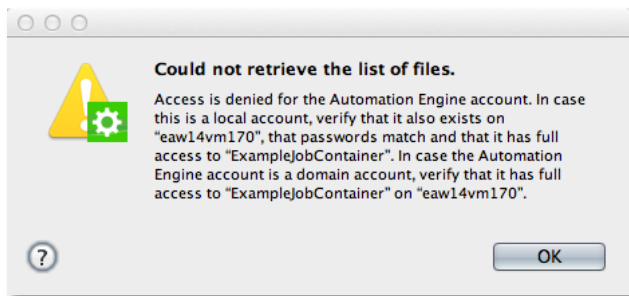 Could not retrieve the list of files.
Access is denied for the Automation Engine account. In case
this is a local account, verify that it also exists on
“eaw14vm170”, that passwords match and that it has full
access to “ExampleJobContainer”. In case the Automation
Engine account is a domain account, verify that it has full
access to “ExampleJobContainer” on “eaw14vm170”.
?
OK